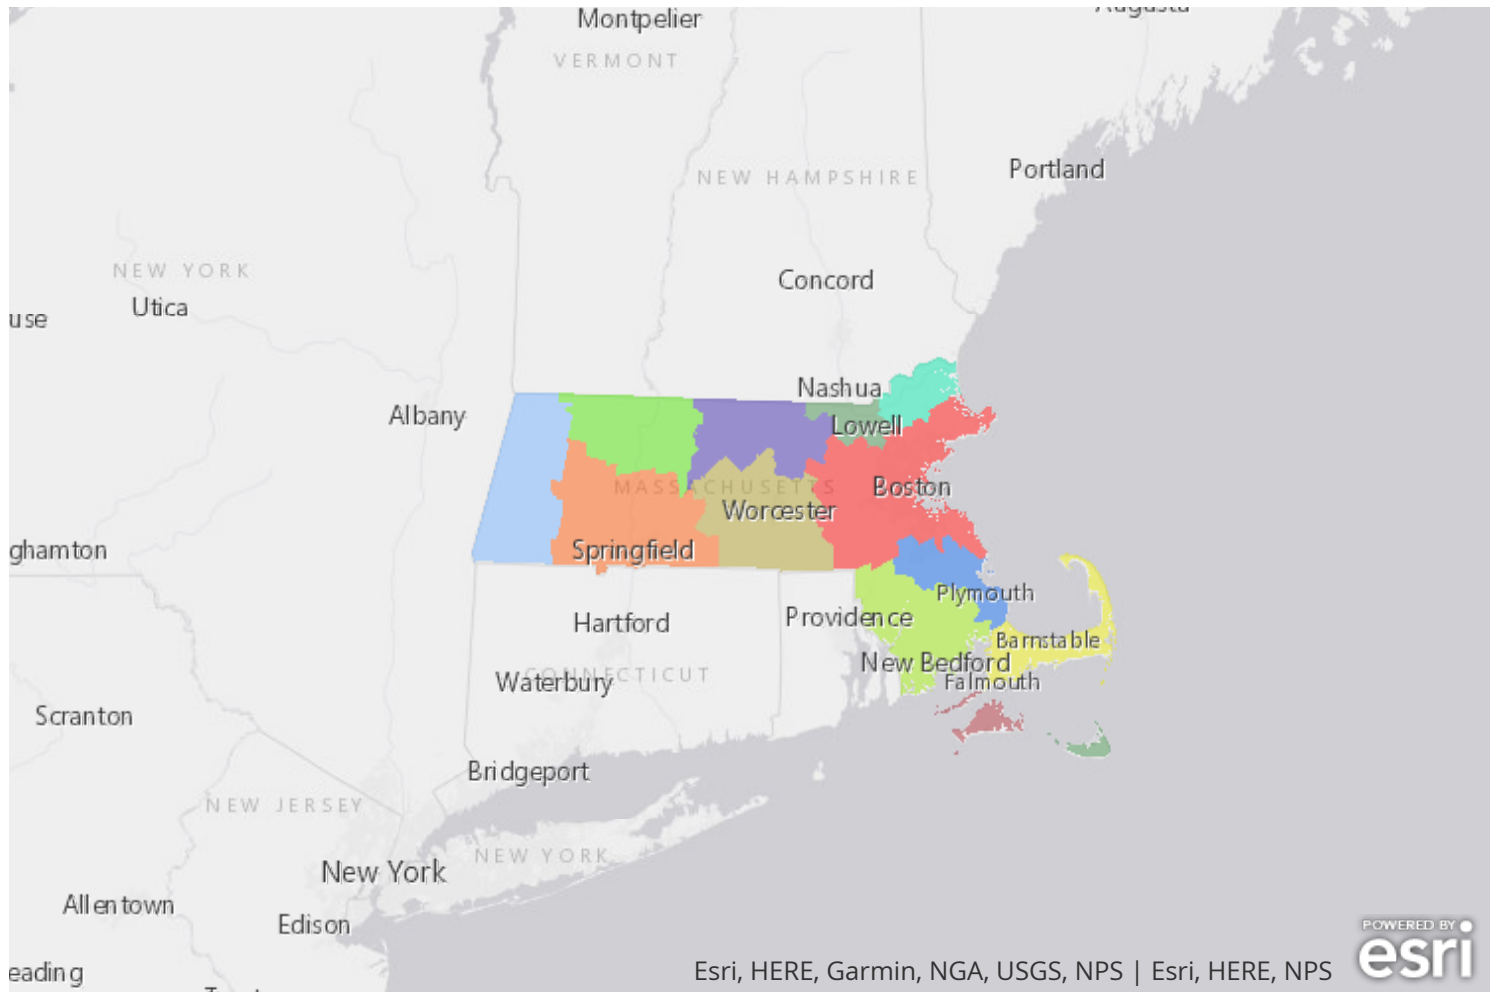 Montpelier
Augusta
VERMONT
Portland
NEW HAMPSHIRE
NEW YORK
Concord
Utica
use
Nashua
Albany
Lowell
MASSACHUSETTS
Boston
Worcester
ghamton
Springfield
Plymouth
Hartford
Providence
Barnstable
New Bedford
CONNECTICUT
Waterbury
Falmouth
Scranton
Bridgeport
NEW JERSEY
NEW YORK
New York
Allentown
Edison
POWERED BY
esri
eading
Esri, HERE, Garmin, NGA, USGS, NPS | Esri, HERE, NPS